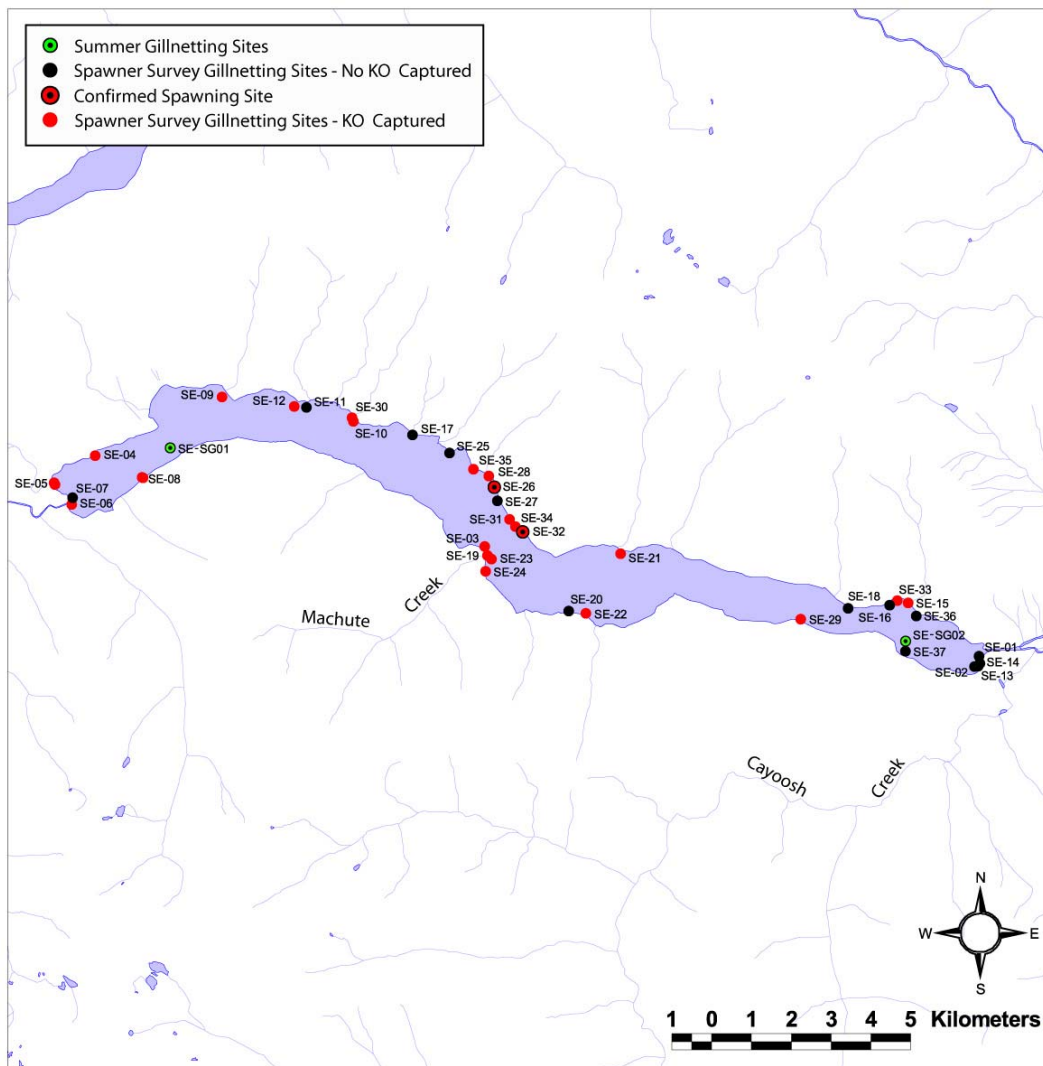 Summer Gillnetting Sites
Spawner Survey Gillnetting Sites - No KO Captured
Confirmed Spawning Site
Spawner Survey Gillnetting Sites - KO Captured
SE-09
SE-12
SE-11
SE-30
SE-10
SE-17
SE-25
SE-04
SE-SG01
SE-35
SE-28
SE-26
SE-27
SE-05
SE-07
SE-08
SE-06
SE-31
SE-34
SE-32
SE-03
SE-19
SE-23
SE-24
SE-21
Machute
Creek
SE-20
SE-22
SE-29
SE-18
SE-16
SE-33
SE-15
SE-36
SE-SG02
SE-37
SE-01
SE-14
SE-02
SE-13
Cayoosh
Creek
N
W
E
S
1 0 1 2 3 4 5 Kilometers